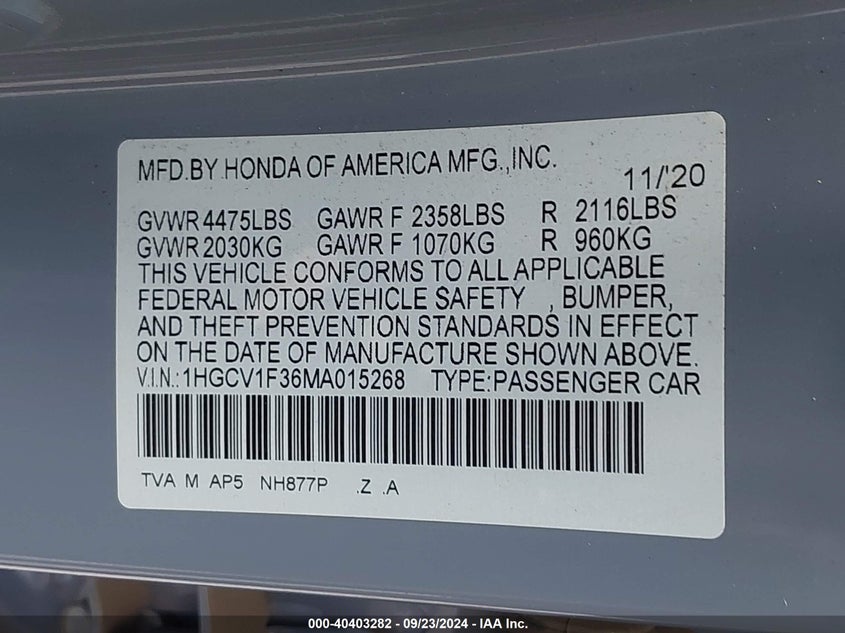 MFD.BY HONDA OF AMERICA MFG.,INC.
11/'20
GVWR 4475LBS GAWR F 2358LBS R 2116LBS
GVWR 2030KG GAWR F 1070KG R 960KG
THIS VEHICLE CONFORMS TO ALL APPLICABLE
FEDERAL MOTOR VEHICLE SAFETY , BUMPER,
AND THEFT PREVENTION STANDARDS IN EFFECT
ON THE DATE OF MANUFACTURE SHOWN ABOVE.
V.I.N.:1HGCV1F36MA015268 TYPE:PASSENGER CAR
TVA M AP5 NH877P .Z .A
000-40403282 - 09/23/2024 - IAA Inc.